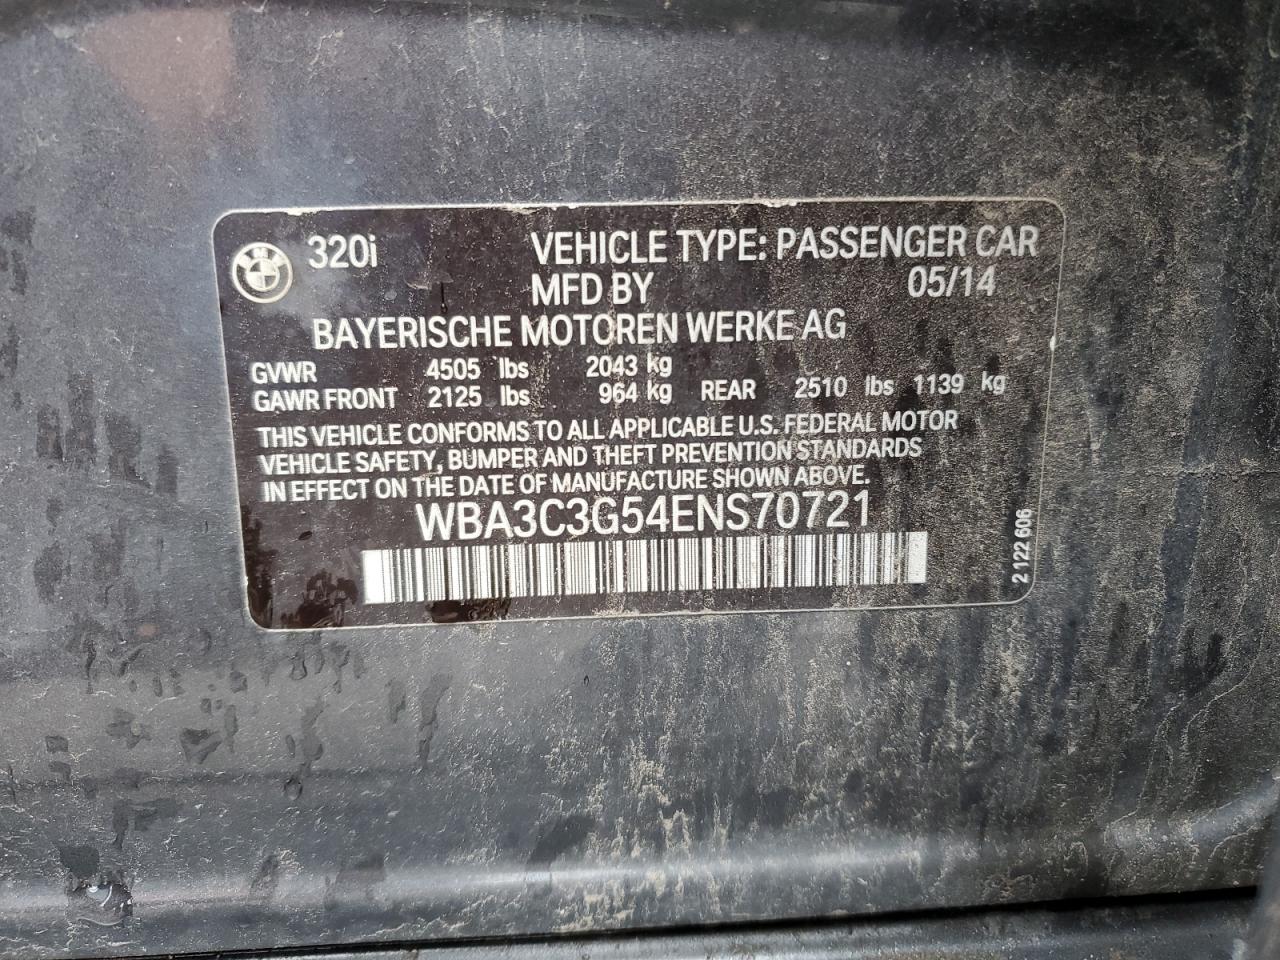 BMW 320i VEHICLE TYPE: PASSENGER CAR
MFD BY 05/14
BAYERISCHE MOTOREN WERKE AG
GVWR 4505 lbs 2043 kg
GAWR FRONT 2125 lbs 964 kg REAR 2510 lbs 1139 kg
THIS VEHICLE CONFORMS TO ALL APPLICABLE U.S. FEDERAL MOTOR
VEHICLE SAFETY, BUMPER AND THEFT PREVENTION STANDARDS
IN EFFECT ON THE DATE OF MANUFACTURE SHOWN ABOVE.
WBA3C3G54ENS70721
2 122 606